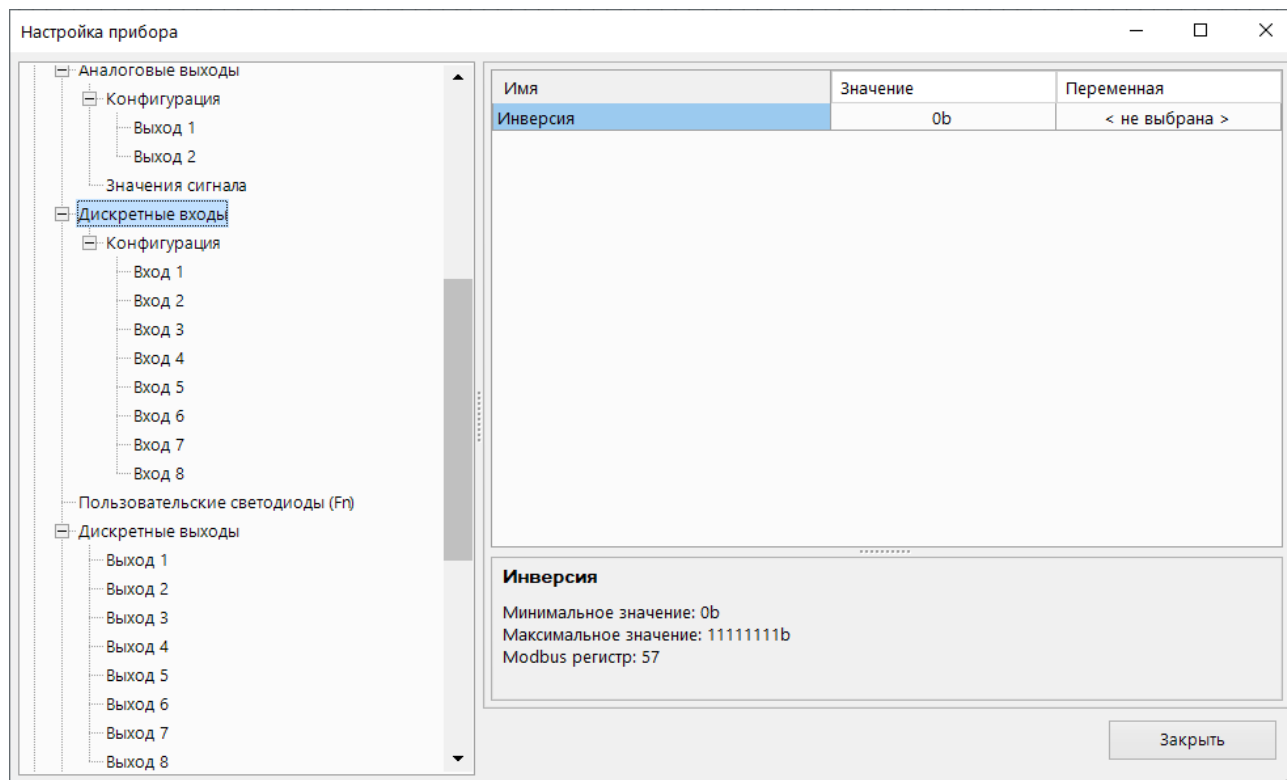 Настройка прибора
Аналоговые выходы
Конфигурация
Выход 1
Выход 2
Значения сигнала
Дискретные входы
Конфигурация
Вход 1
Вход 2
Вход 3
Вход 4
Вход 5
Вход 6
Вход 7
Вход 8
Пользовательские светодиоды (Fn)
Дискретные выходы
Выход 1
Выход 2
Выход 3
Выход 4
Выход 5
Выход 6
Выход 7
Выход 8
Имя Значение Переменная
Инверсия 0b < не выбрана >
Инверсия
Минимальное значение: 0b
Максимальное значение: 11111111b
Modbus регистр: 57
Закрыть